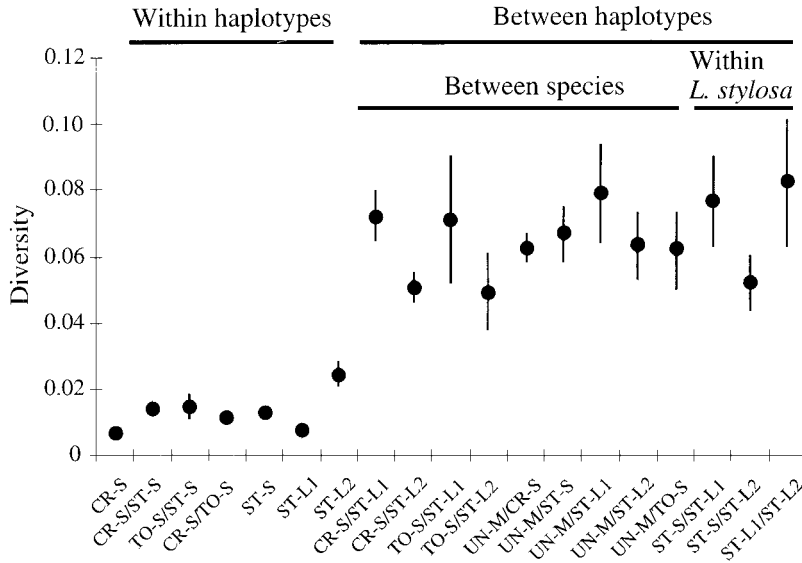 Within haplotypes
Between haplotypes
Within
L. stylosa
Between species
0.12
0.10
0.08
0.06
0.04
0.02
0
Diversity
CR-S
CR-S/ST-S
TO-S/ST-S
CR-S/TO-S
ST-S
ST-L1
ST-L2
CR-S/ST-L1
CR-S/ST-L2
TO-S/ST-L1
TO-S/ST-L2
UN-M/CR-S
UN-M/ST-S
UN-M/ST-L1
UN-M/ST-L2
UN-M/TO-S
ST-S/ST-L1
ST-S/ST-L2
ST-L1/ST-L2